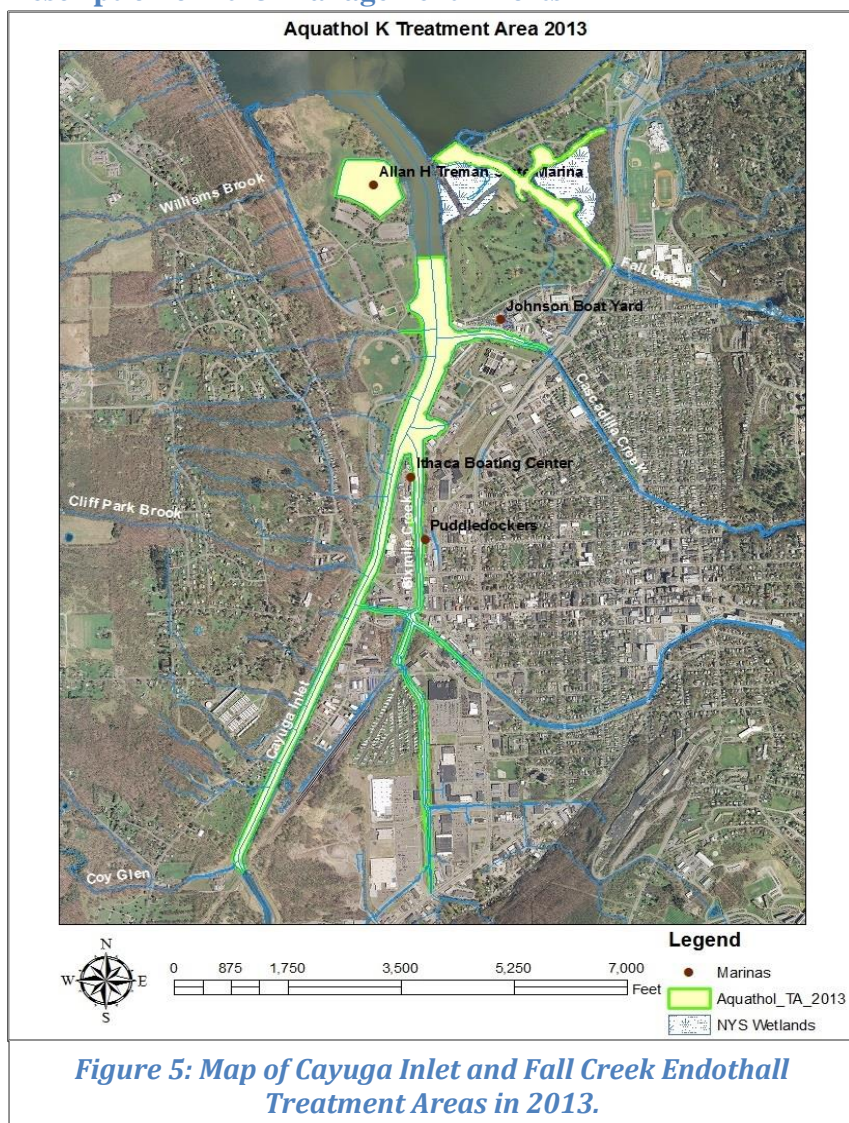 Aquathol K Treatment Area 2013
Allan H Treman State Marina
Williams Brook
Fall Creek
Johnson Boat Yard
Cascadilla Creek
Ithaca Boating Center
Cliff Park Brook
Sixmile Creek
Puddledockers
Cayuga Inlet
Coy Glen
N
W E
S
0 875 1,750 3,500 5,250 7,000
Feet
Legend
Marinas
Aquathol_TA_2013
NYS Wetlands
Figure 5: Map of Cayuga Inlet and Fall Creek Endothall
Treatment Areas in 2013.